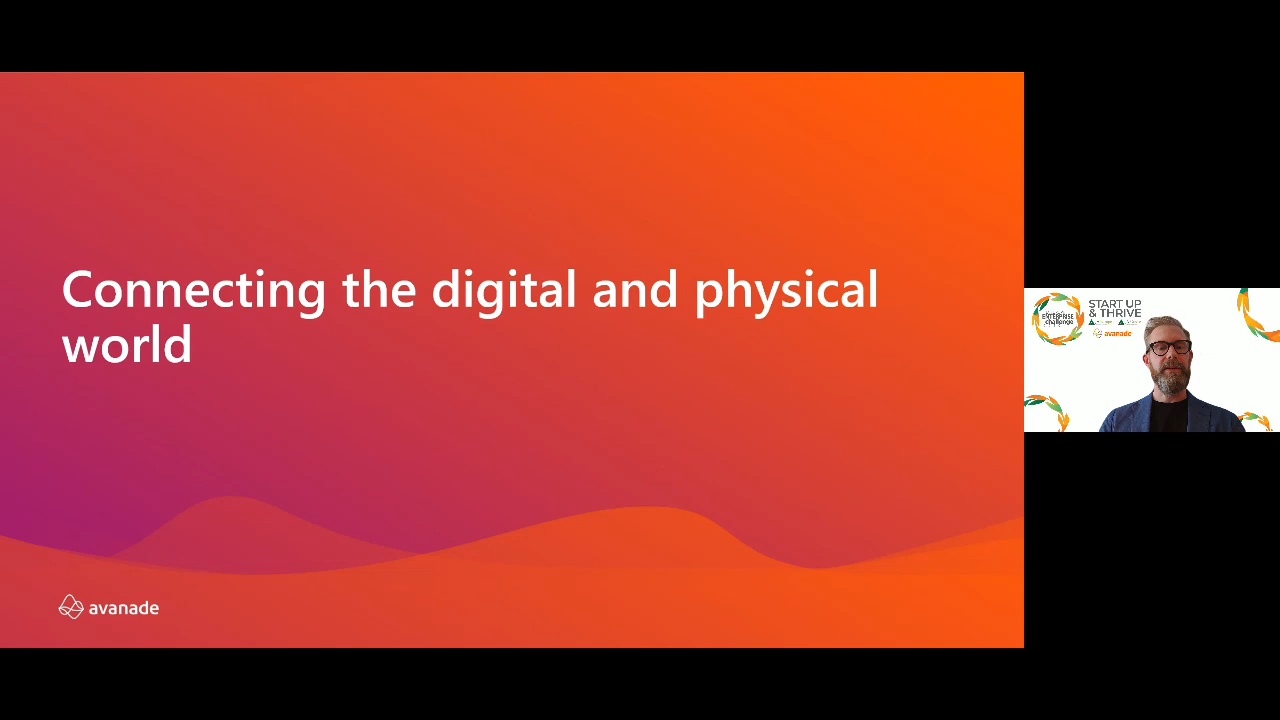 Connecting the digital and physical
world
avanade
ENTERPRISE
challenge
START UP
& THRIVE
avanade